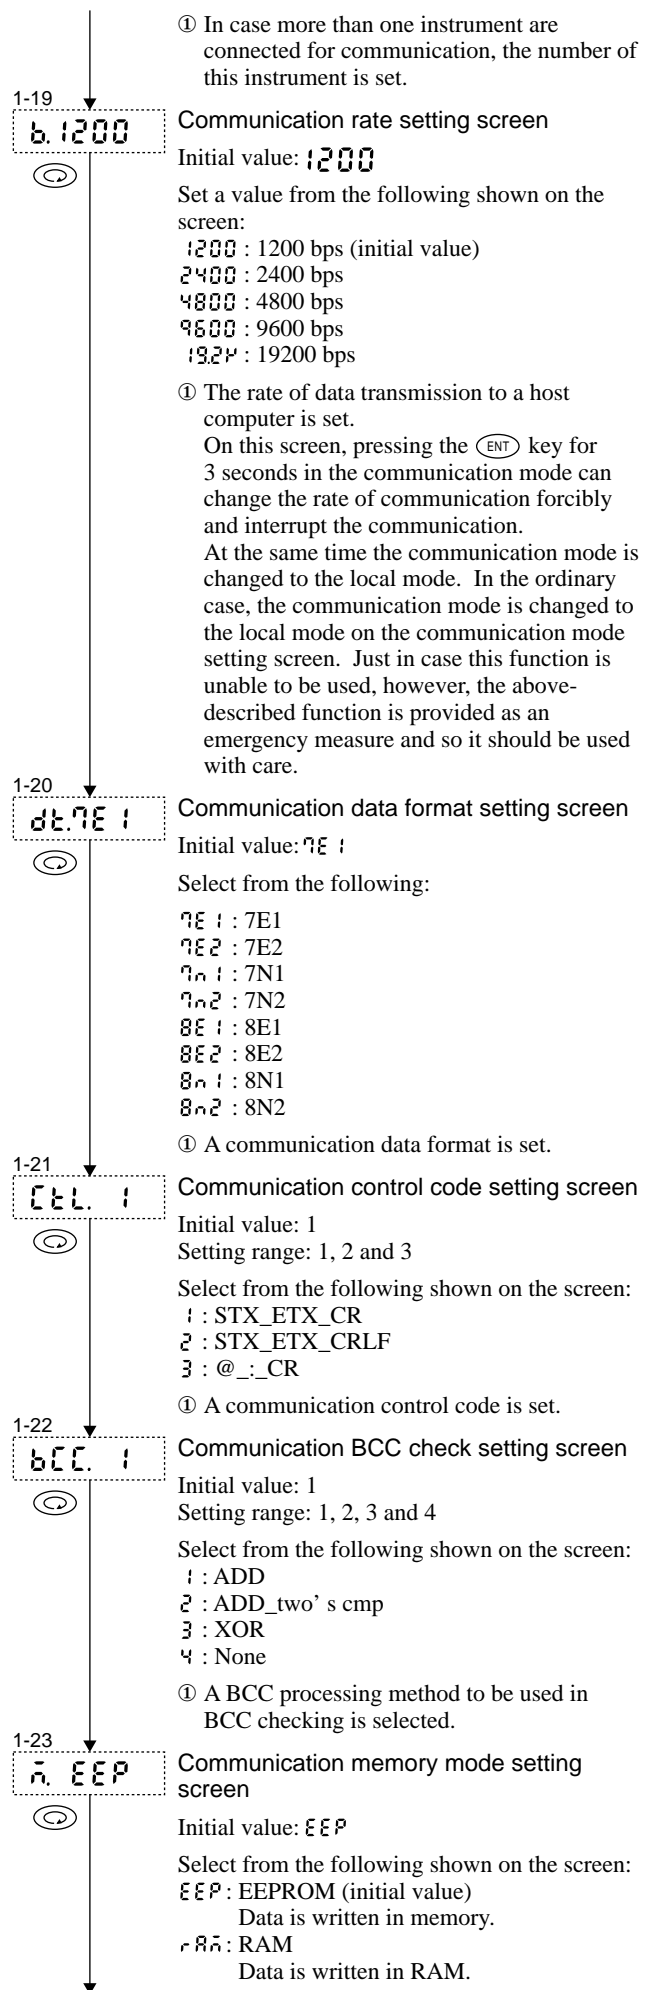 ① In case more than one instrument are
connected for communication, the number of
this instrument is set.
1-19
b.1200
Communication rate setting screen
Initial value: 1200
Set a value from the following shown on the
screen:
1200 : 1200 bps (initial value)
2400 : 2400 bps
4800 : 4800 bps
9600 : 9600 bps
19.2K : 19200 bps
① The rate of data transmission to a host
computer is set.
On this screen, pressing the ENT key for
3 seconds in the communication mode can
change the rate of communication forcibly
and interrupt the communication.
At the same time the communication mode is
changed to the local mode. In the ordinary
case, the communication mode is changed to
the local mode on the communication mode
setting screen. Just in case this function is
unable to be used, however, the above-
described function is provided as an
emergency measure and so it should be used
with care.
1-20
dt.7E1
Communication data format setting screen
Initial value: 7E1
Select from the following:
7E1 : 7E1
7E2 : 7E2
7n1 : 7N1
7n2 : 7N2
8E1 : 8E1
8E2 : 8E2
8n1 : 8N1
8n2 : 8N2
① A communication data format is set.
1-21
CtL. 1
Communication control code setting screen
Initial value: 1
Setting range: 1, 2 and 3
Select from the following shown on the screen:
1 : STX_ETX_CR
2 : STX_ETX_CRLF
3 : @_:_CR
① A communication control code is set.
1-22
bCC. 1
Communication BCC check setting screen
Initial value: 1
Setting range: 1, 2, 3 and 4
Select from the following shown on the screen:
1 : ADD
2 : ADD_two’ s cmp
3 : XOR
4 : None
① A BCC processing method to be used in
BCC checking is selected.
1-23
m. EEP
Communication memory mode setting
screen
Initial value: EEP
Select from the following shown on the screen:
EEP : EEPROM (initial value)
Data is written in memory.
rAm : RAM
Data is written in RAM.